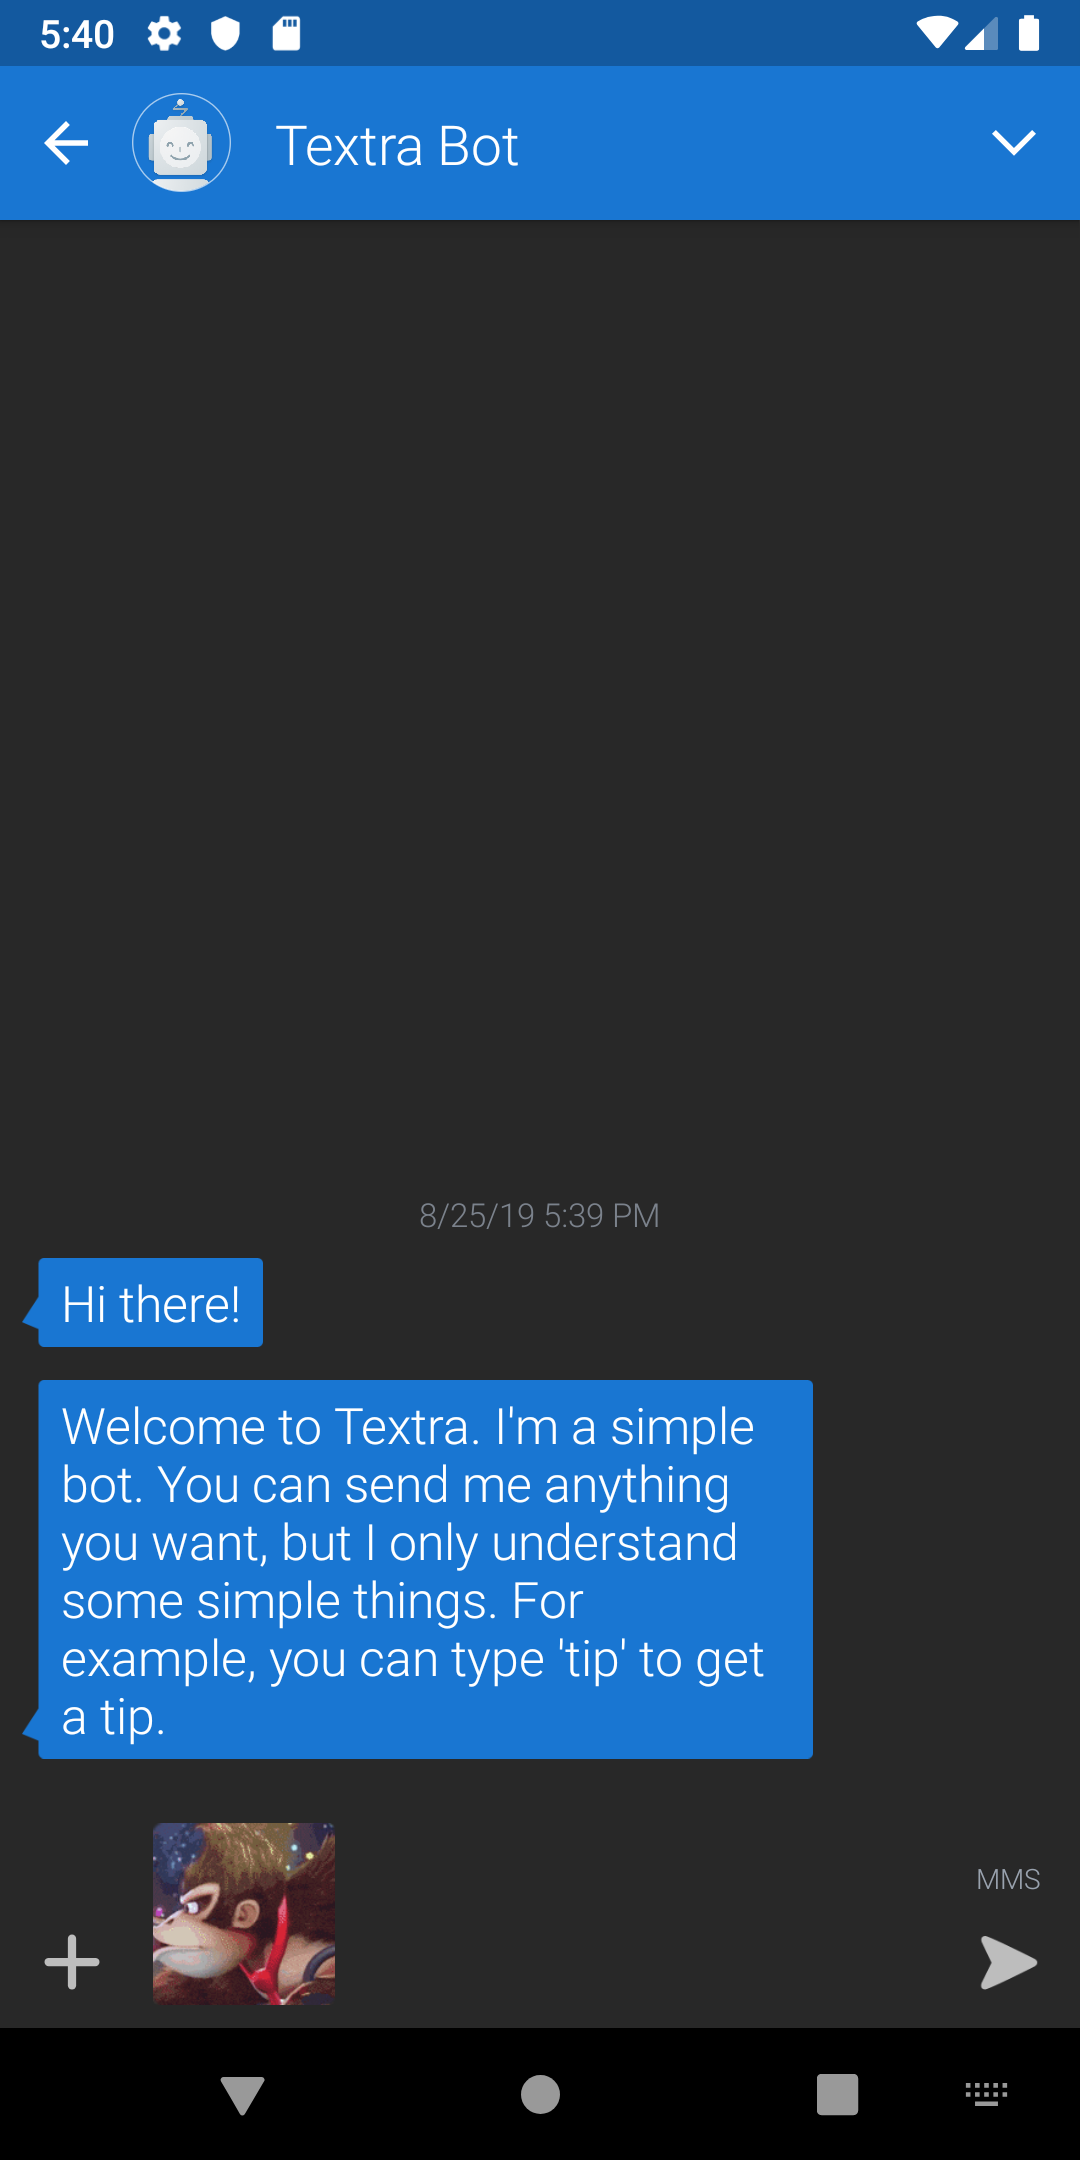 5:40
Textra Bot
8/25/19 5:39 PM
Hi there!
Welcome to Textra. I'm a simple
bot. You can send me anything
you want, but I only understand
some simple things. For
example, you can type 'tip' to get
a tip.
MMS